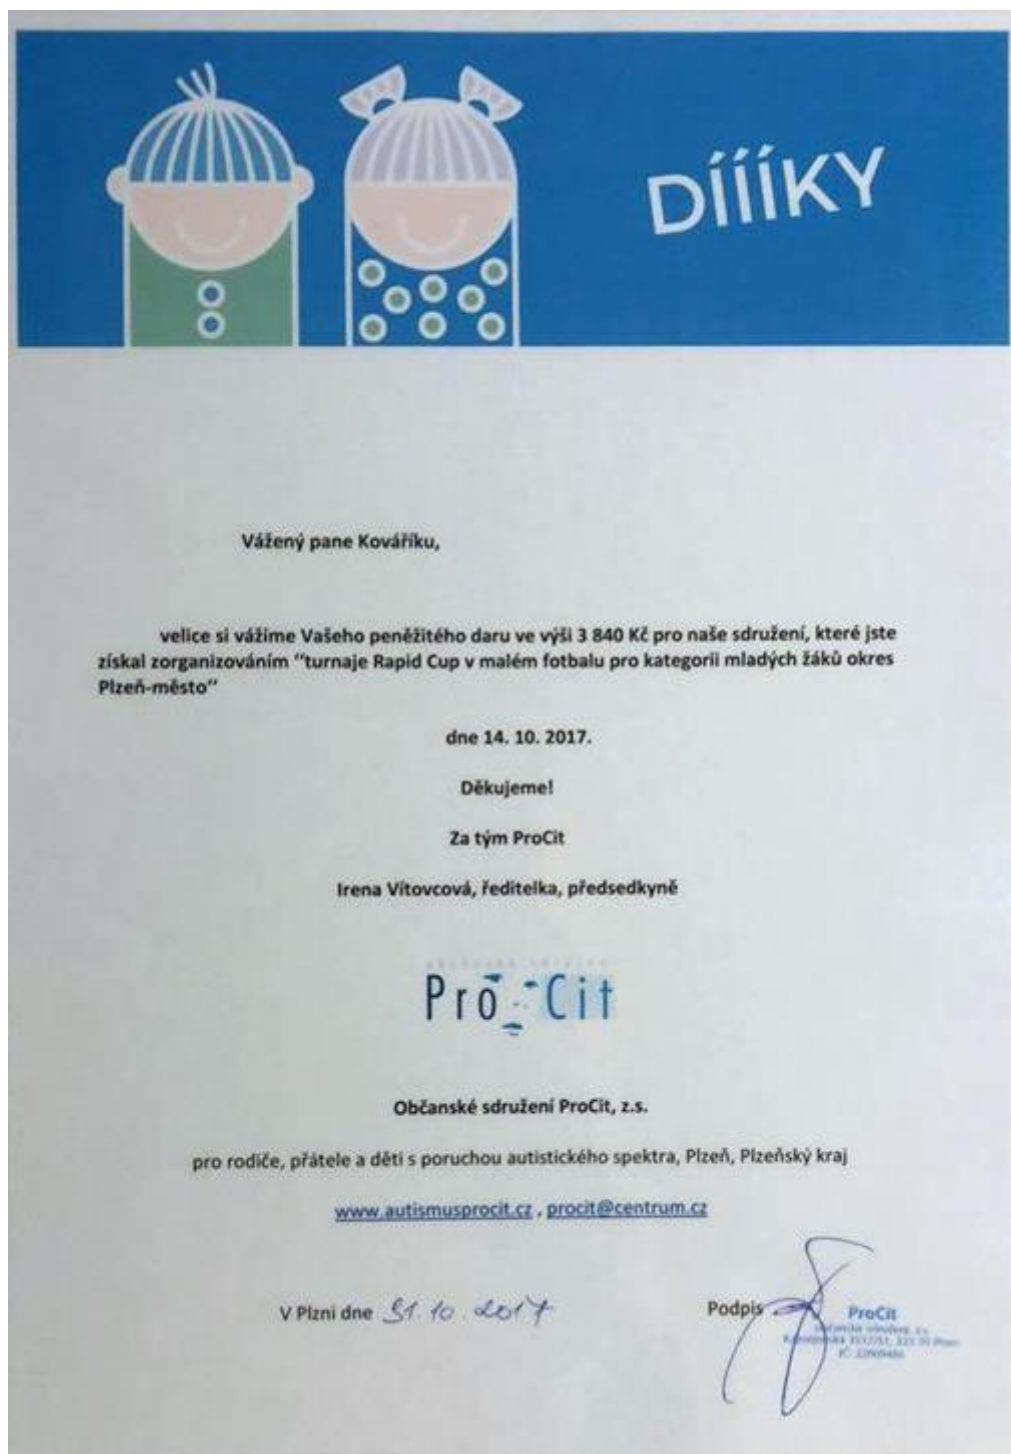 DÍÍÍKY
Vážený pane Kováříku,
velice si vážíme Vašeho peněžitého daru ve výši 3 840 Kč pro naše sdružení, které jste
získal zorganizováním “turnaje Rapid Cup v malém fotbalu pro kategorii mladých žáků okres
Plzeň-město“
dne 14. 10. 2017.
Děkujeme!
Za tým ProCit
Irena Vítovcová, ředitelka, předsedkyně
Pro Cit
Občanské sdružení ProCit, z.s.
pro rodiče, přátele a děti s poruchou autistického spektra, Plzeň, Plzeňský kraj
www.autismusprocit.cz , procit@centrum.cz
V Plzni dne 31.10.2017
Podpis
ProCit